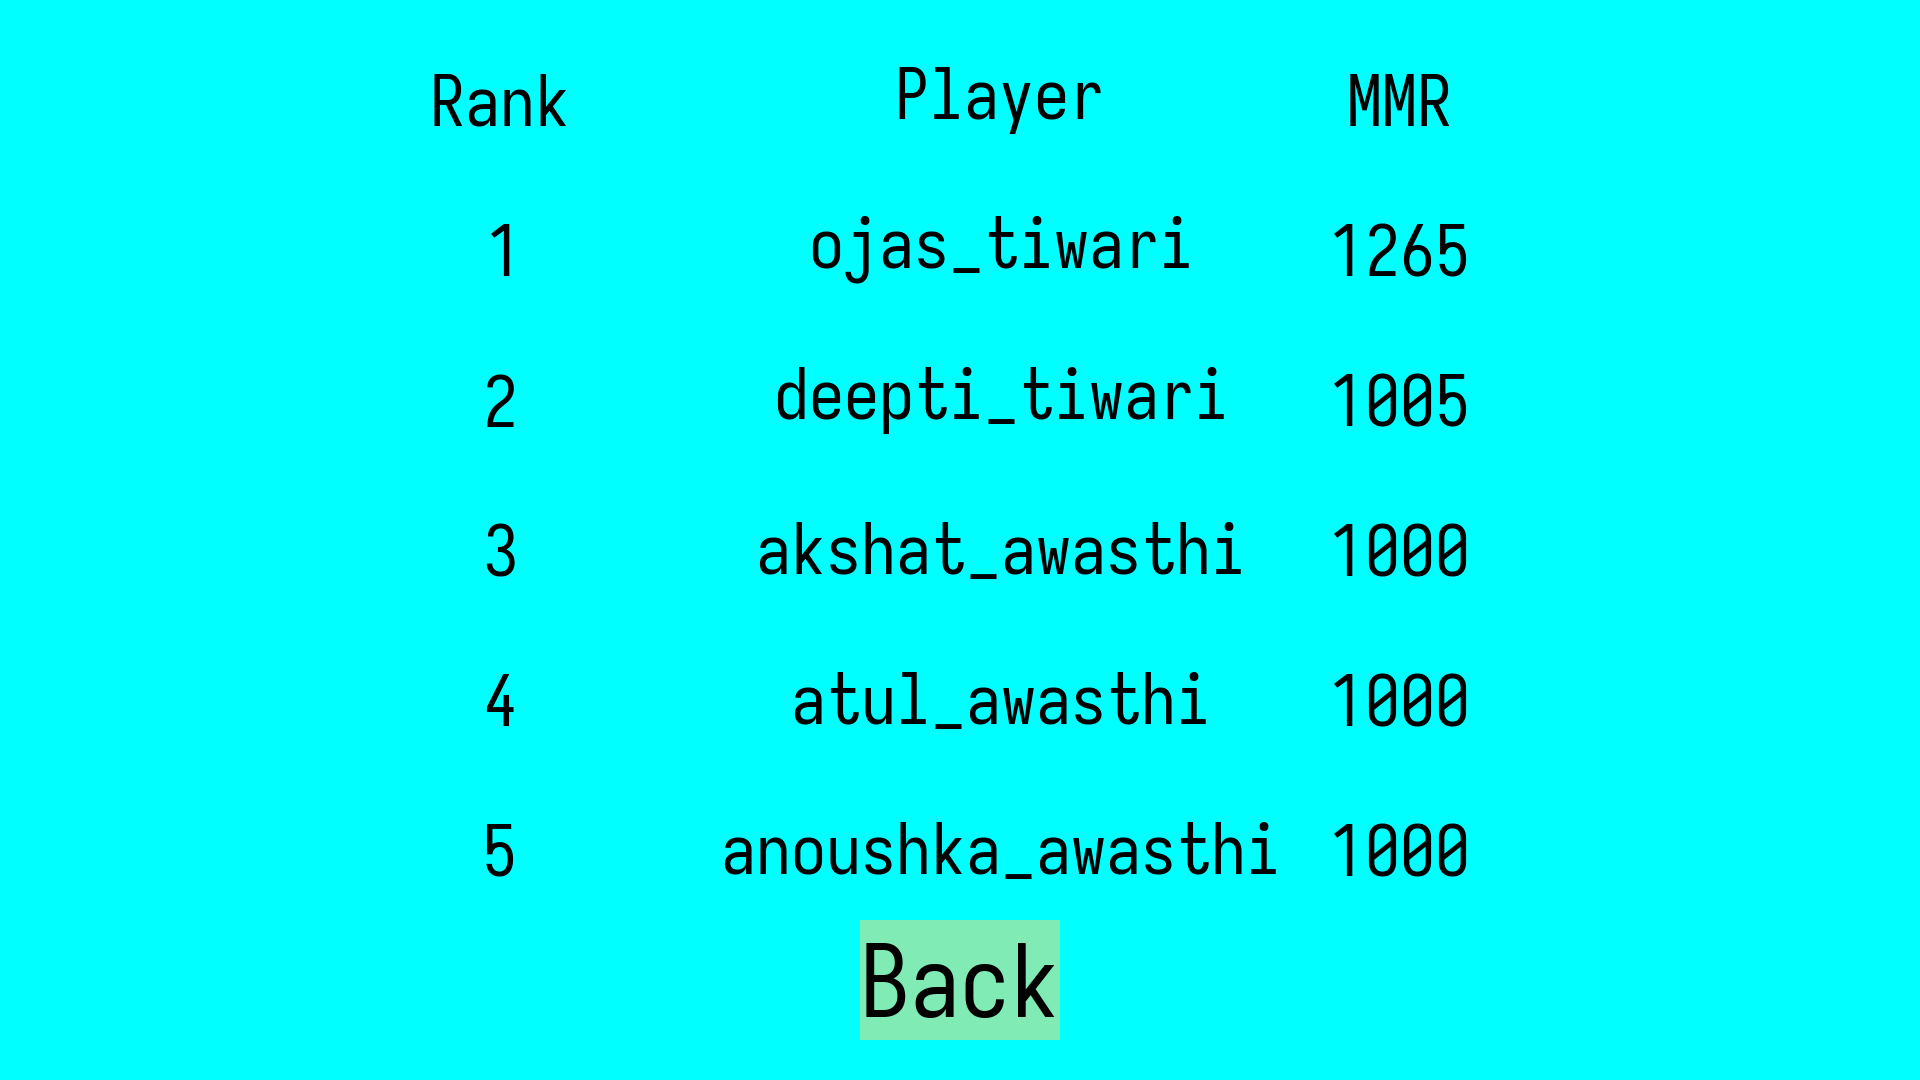 Rank Player MMR
1 ojas_tiwari 1265
2 deepti_tiwari 1005
3 akshat_awasthi 1000
4 atul_awasthi 1000
5 anoushka_awasthi 1000
Back